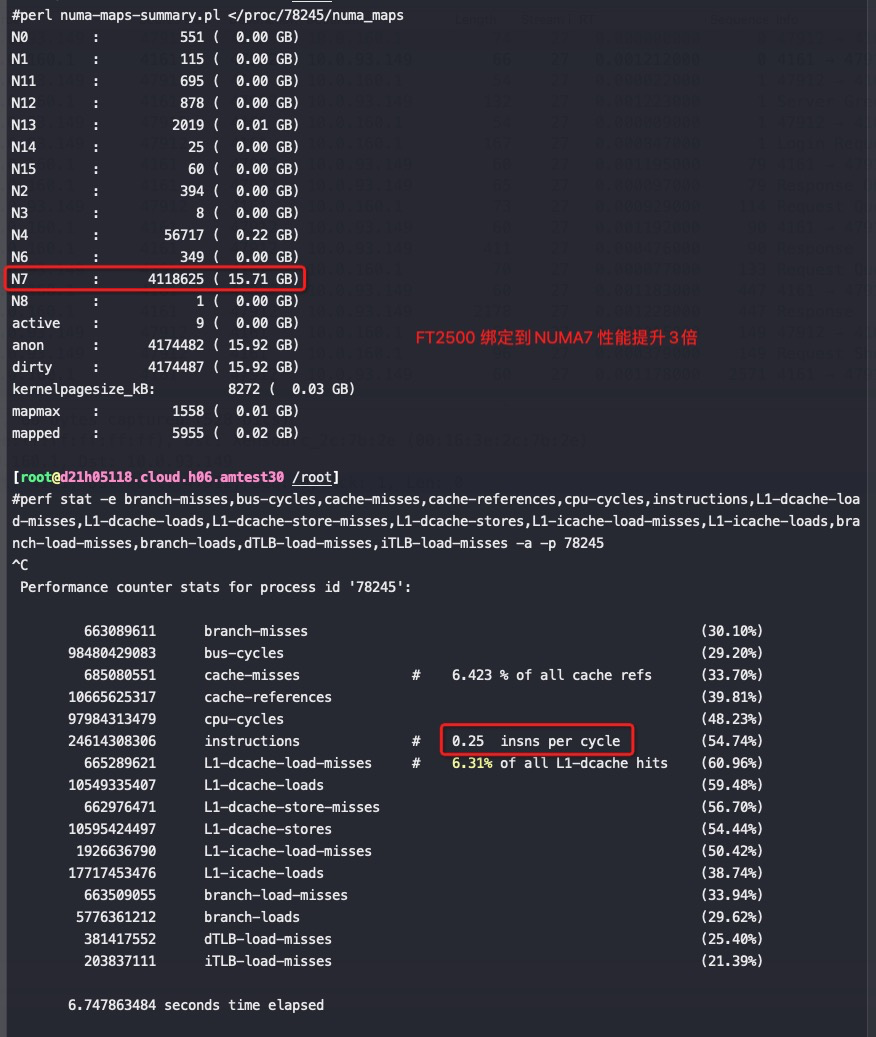 #perl numa-maps-summary.pl </proc/78245/numa_maps
N0 : 551 ( 0.00 GB)
N1 : 115 ( 0.00 GB)
N11 : 695 ( 0.00 GB)
N12 : 878 ( 0.00 GB)
N13 : 2019 ( 0.01 GB)
N14 : 25 ( 0.00 GB)
N15 : 60 ( 0.00 GB)
N2 : 394 ( 0.00 GB)
N3 : 8 ( 0.00 GB)
N4 : 56717 ( 0.22 GB)
N6 : 349 ( 0.00 GB)
N7 : 4118625 ( 15.71 GB)
N8 : 1 ( 0.00 GB)
active : 9 ( 0.00 GB)
FT2500 绑定到NUMA7 性能提升3倍
anon : 4174482 ( 15.92 GB)
dirty : 4174487 ( 15.92 GB)
kernelpagesize_kB: 8272 ( 0.03 GB)
mapmax : 1558 ( 0.01 GB)
mapped : 5955 ( 0.02 GB)
[root@d21h05118.cloud.h06.amtest30 /root]
#perf stat -e branch-misses,bus-cycles,cache-misses,cache-references,cpu-cycles,instructions,L1-dcache-loa
d-misses,L1-dcache-loads,L1-dcache-store-misses,L1-dcache-stores,L1-icache-load-misses,L1-icache-loads,bra
nch-load-misses,branch-loads,dTLB-load-misses,iTLB-load-misses -a -p 78245
^C
Performance counter stats for process id '78245':
663089611 branch-misses (30.10%)
98480429083 bus-cycles (29.20%)
685080551 cache-misses # 6.423 % of all cache refs (33.70%)
10665625317 cache-references (39.81%)
97984313479 cpu-cycles (48.23%)
24614308306 instructions # 0.25 insns per cycle (54.74%)
665289621 L1-dcache-load-misses # 6.31% of all L1-dcache hits (60.96%)
10549335407 L1-dcache-loads (59.48%)
662976471 L1-dcache-store-misses (56.70%)
10595424497 L1-dcache-stores (54.44%)
1926636790 L1-icache-load-misses (50.42%)
17717453476 L1-icache-loads (38.74%)
663509055 branch-load-misses (33.94%)
5776361212 branch-loads (29.62%)
381417552 dTLB-load-misses (25.40%)
203837111 iTLB-load-misses (21.39%)
6.747863484 seconds time elapsed